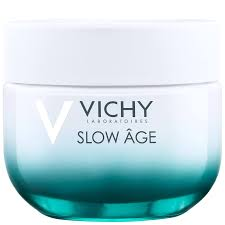 VICHY
LABORATOIRES
SLOW ÂGE